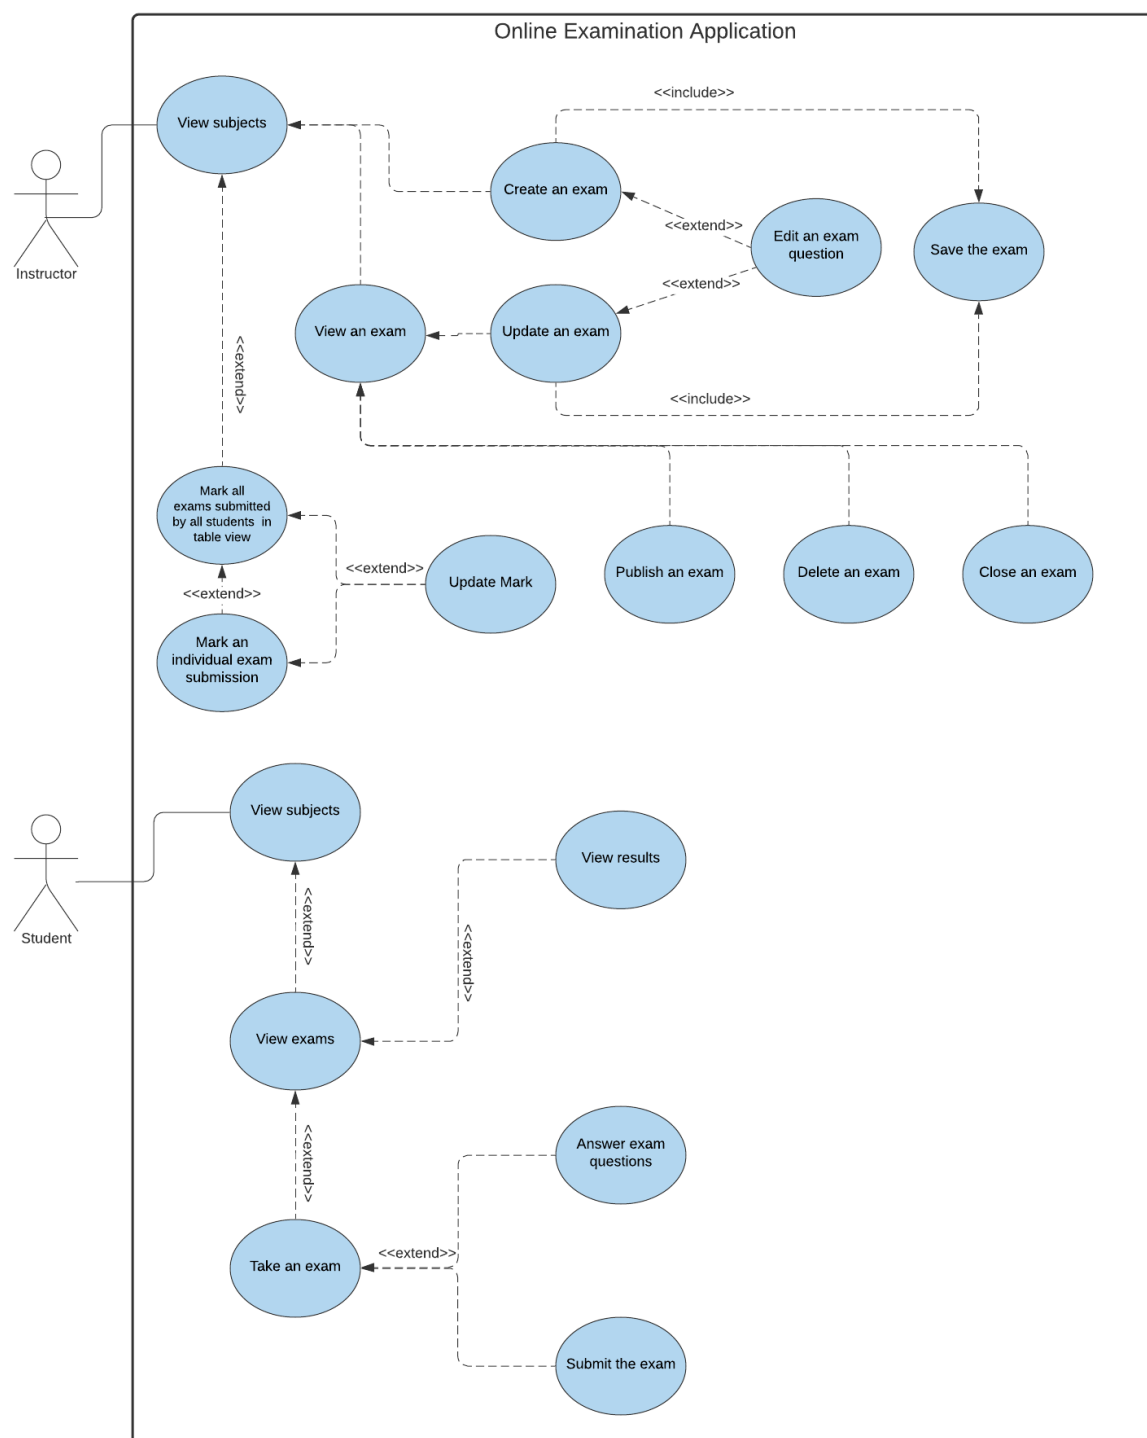 Online Examination Application
<<include>>
View subjects
Create an exam
<<extend>>
Edit an exam
question
Save the exam
Instructor
<<extend>>
View an exam
Update an exam
<<extend>>
<<include>>
Mark all
exams submitted
by all students in
table view
<<extend>>
Update Mark
Publish an exam
Delete an exam
Close an exam
<<extend>>
Mark an
individual exam
submission
View subjects
View results
Student
<<extend>>
<<extend>>
View exams
Answer exam
questions
<<extend>>
<<extend>>
Take an exam
Submit the exam